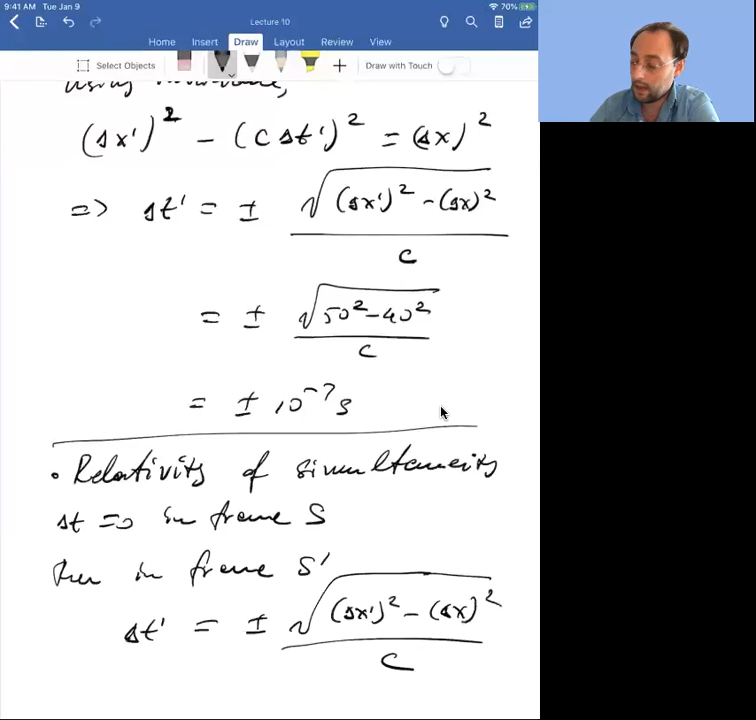 9:41 AM Tue Jan 9
70%
Lecture 10
Home Insert Draw Layout Review View
Select Objects
Draw with Touch
(Δx')² - (cΔt')² = (Δx)²
=> Δt' = ± √((Δx')² - (Δx)²) / c
= ± √(50² - 40²) / c
= ± 10⁻⁷ s
• Relativity of simultaneity
Δt = 0 in frame S
then in frame S'
Δt' = ± √((Δx')² - (Δx)²) / c